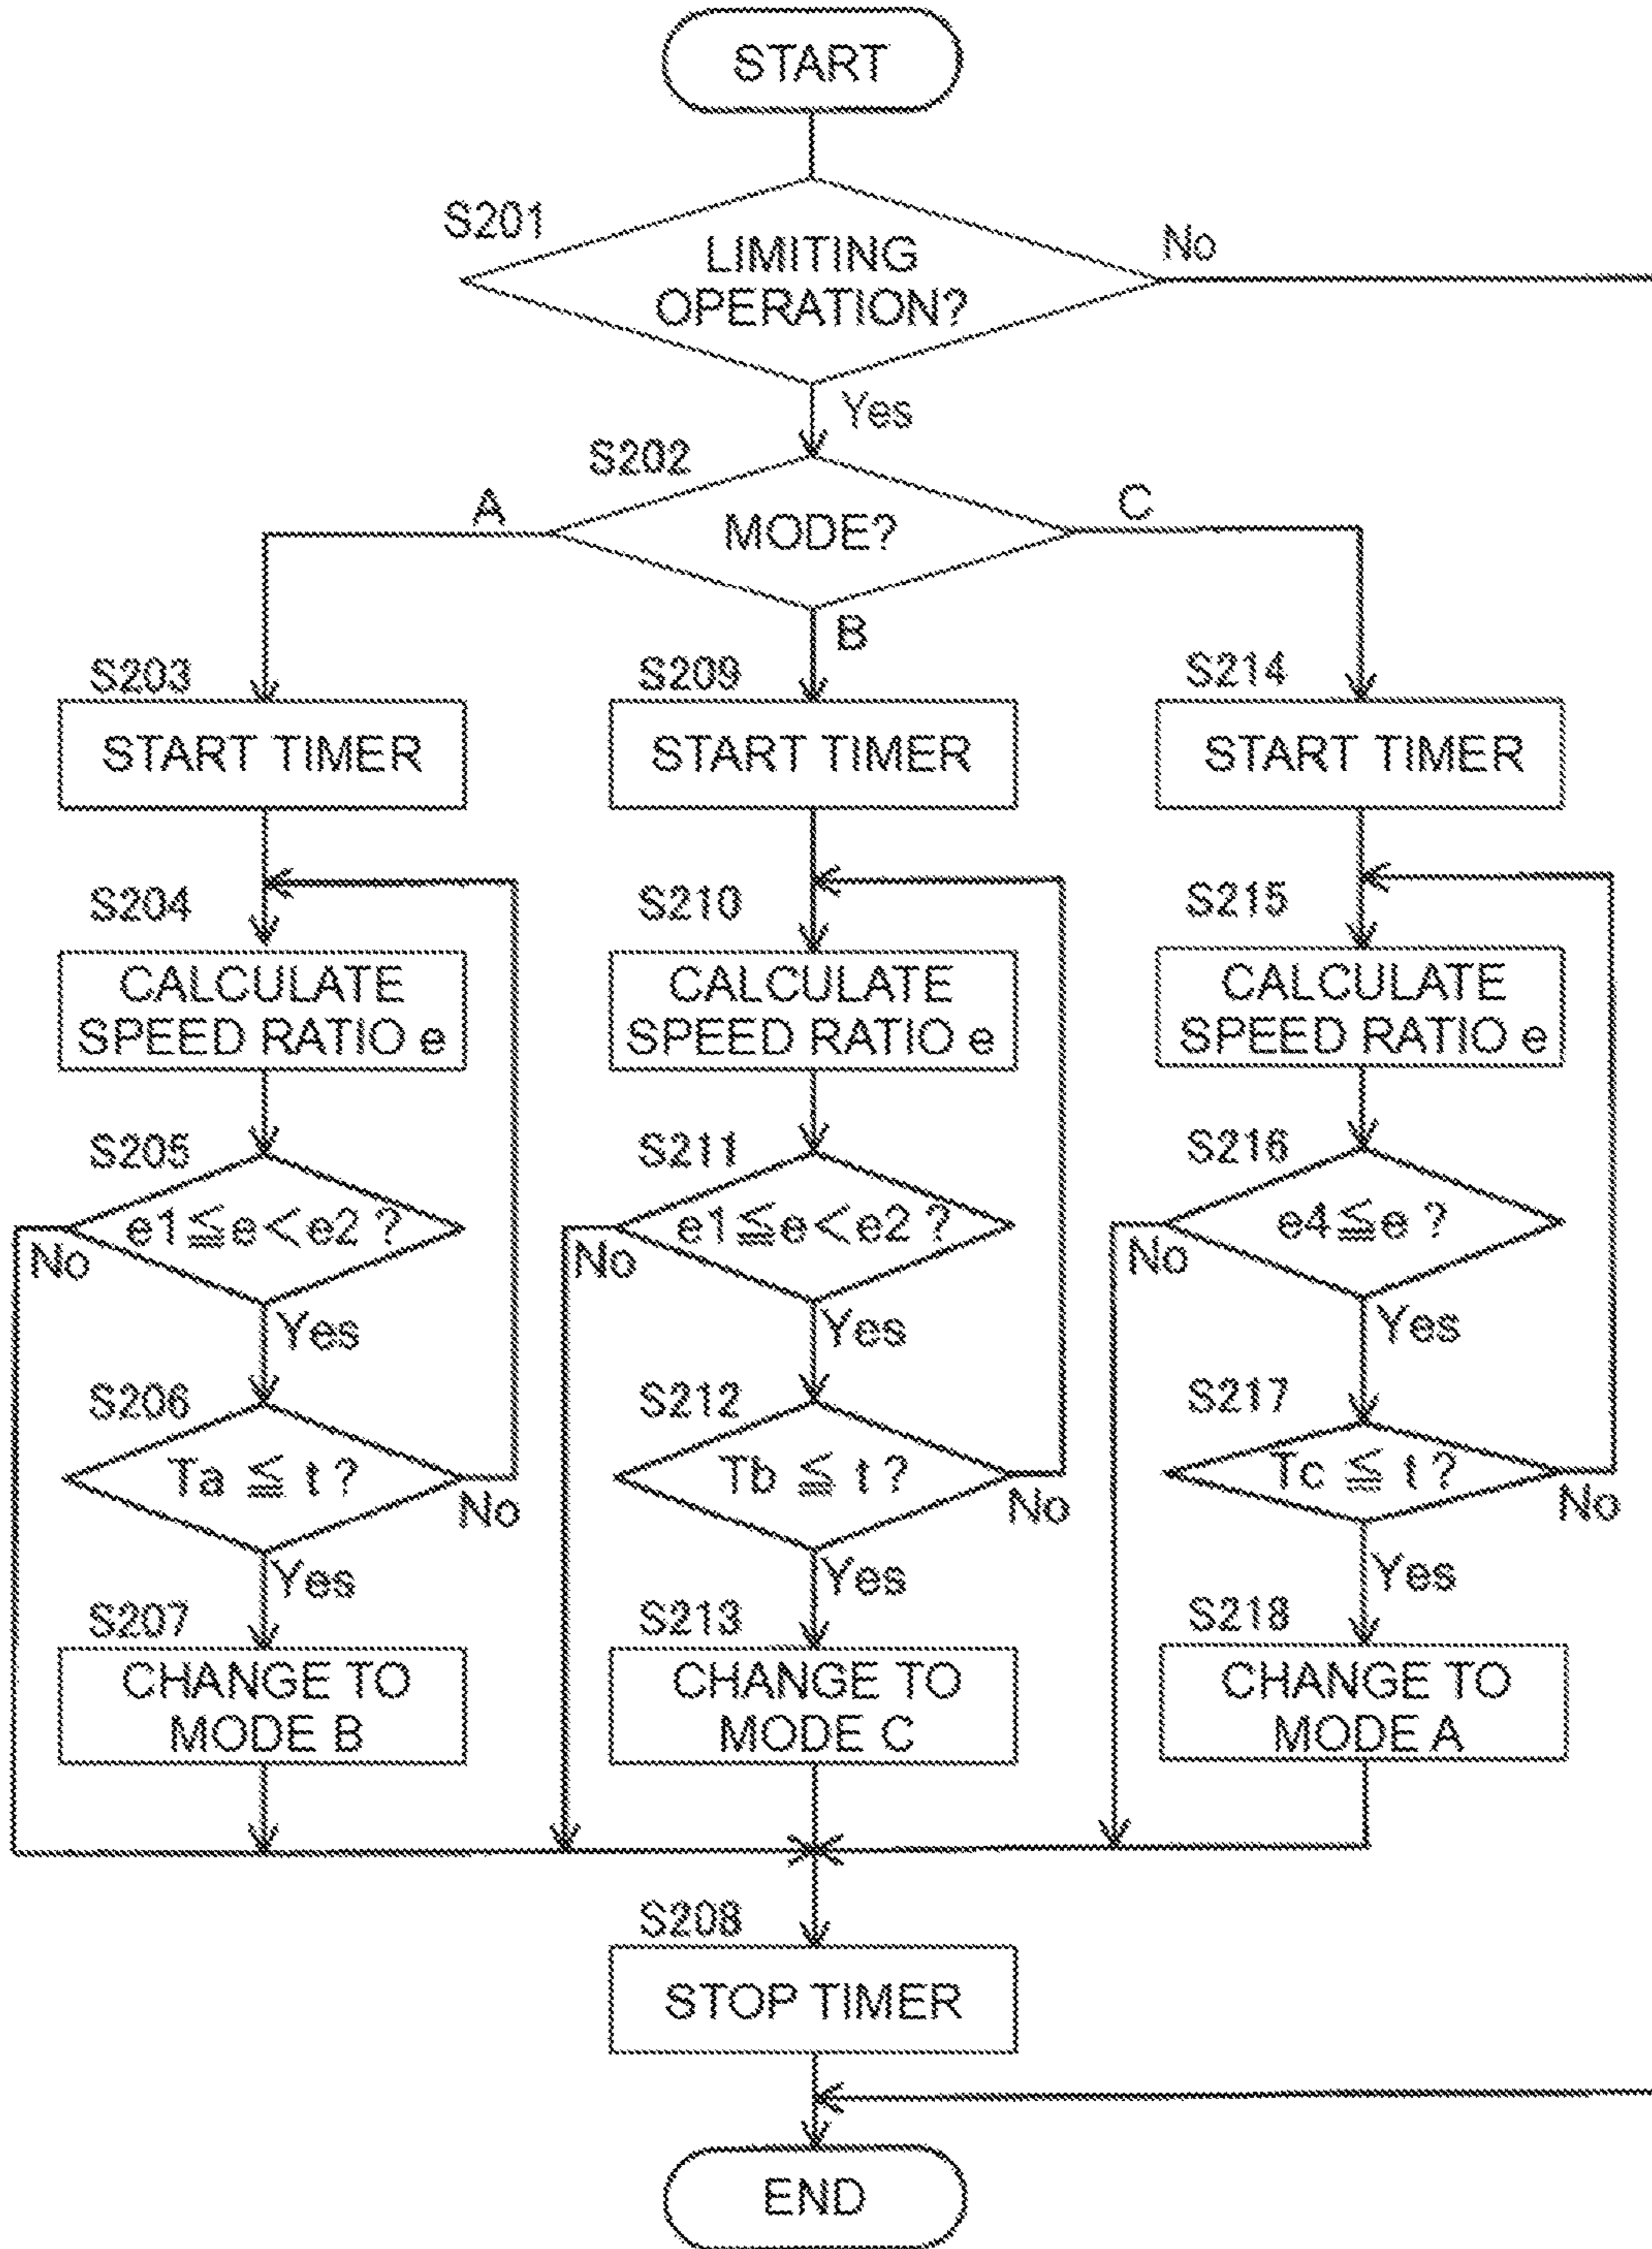 START
S201
LIMITING
OPERATION?
No
Yes
S202
A
MODE?
C
B
S203
START TIMER
S209
START TIMER
S214
START TIMER
S204
CALCULATE
SPEED RATIO e
S210
CALCULATE
SPEED RATIO e
S215
CALCULATE
SPEED RATIO e
S205
e1≦e<e2 ?
No
Yes
S211
e1≦e<e2 ?
No
Yes
S216
e4≦e ?
No
Yes
S206
Ta ≦ t ?
No
Yes
S212
Tb ≦ t ?
No
Yes
S217
Tc ≦ t ?
No
Yes
S207
CHANGE TO
MODE B
S213
CHANGE TO
MODE C
S218
CHANGE TO
MODE A
S208
STOP TIMER
END